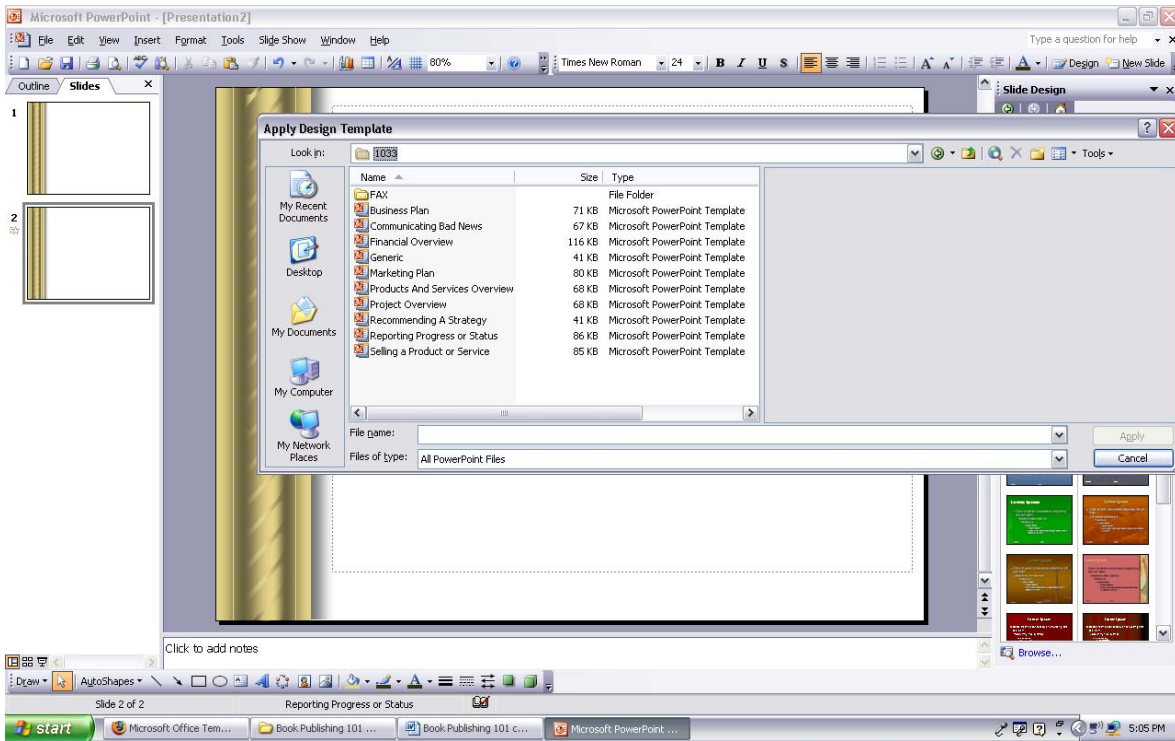 Microsoft PowerPoint - [Presentation2]
File Edit View Insert Format Tools Slide Show Window Help Type a question for help
80% Times New Roman 24 B I U S A A A Design New Slide
Outline Slides Slide Design
1
2
Apply Design Template
Look in: 1033 Tools
My Recent Documents
Desktop
My Documents
My Computer
My Network Places
Name Size Type
FAX File Folder
Business Plan 71 KB Microsoft PowerPoint Template
Communicating Bad News 67 KB Microsoft PowerPoint Template
Financial Overview 116 KB Microsoft PowerPoint Template
Generic 41 KB Microsoft PowerPoint Template
Marketing Plan 80 KB Microsoft PowerPoint Template
Products And Services Overview 68 KB Microsoft PowerPoint Template
Project Overview 68 KB Microsoft PowerPoint Template
Recommending A Strategy 41 KB Microsoft PowerPoint Template
Reporting Progress or Status 86 KB Microsoft PowerPoint Template
Selling a Product or Service 85 KB Microsoft PowerPoint Template
File name: Apply
Files of type: All PowerPoint Files Cancel
Click to add notes
Browse...
Draw AutoShapes A
Slide 2 of 2 Reporting Progress or Status
start Microsoft Office Tem... Book Publishing 101 ... Book Publishing 101 c... Microsoft PowerPoint ... 5:05 PM